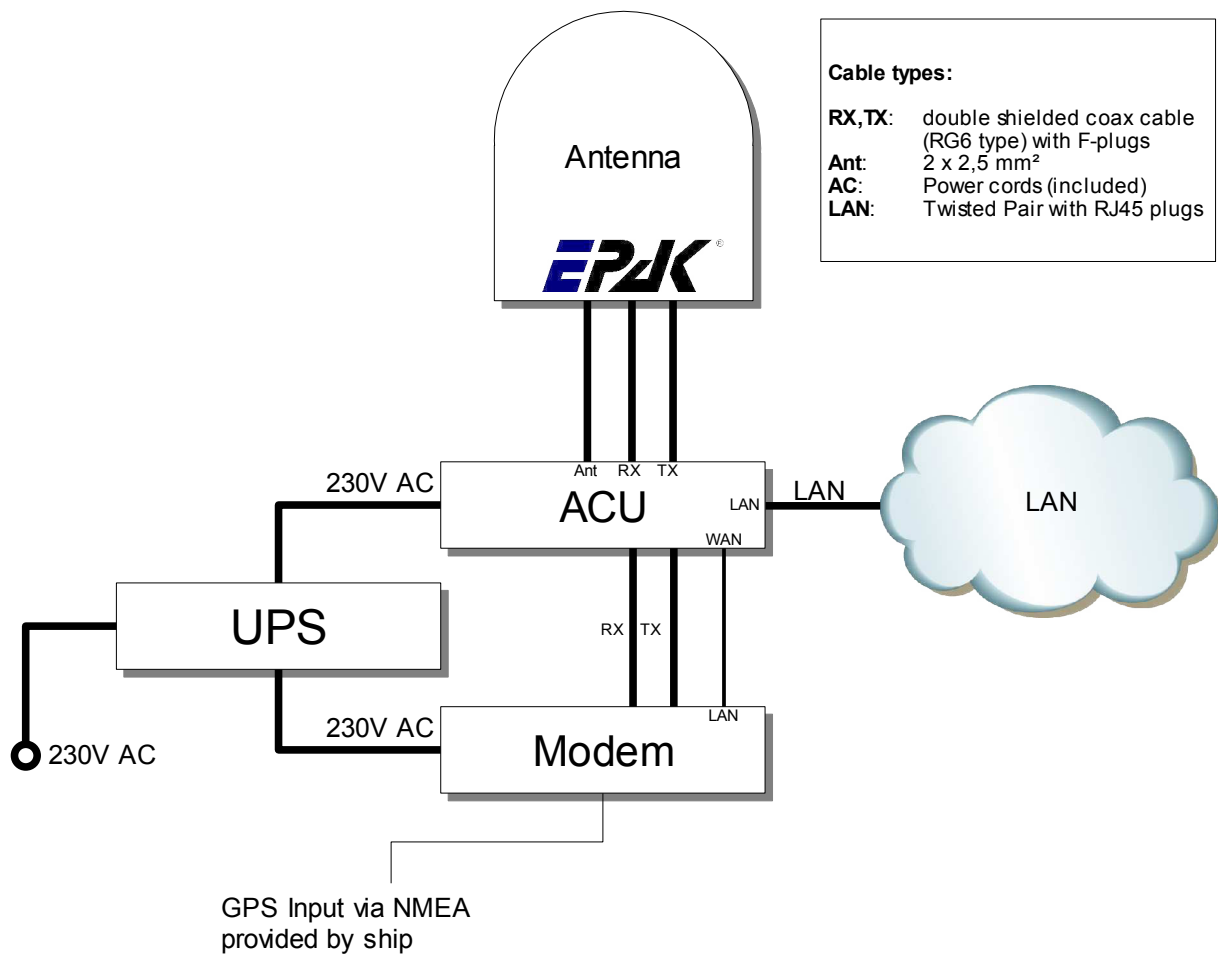 Cable types:
RX,TX: double shielded coax cable
(RG6 type) with F-plugs
Ant: 2 x 2,5 mm²
AC: Power cords (included)
LAN: Twisted Pair with RJ45 plugs
Antenna
EPAK®
Ant RX TX
230V AC
ACU
LAN
LAN
LAN
WAN
UPS
RX TX
LAN
230V AC
Modem
230V AC
GPS Input via NMEA
provided by ship